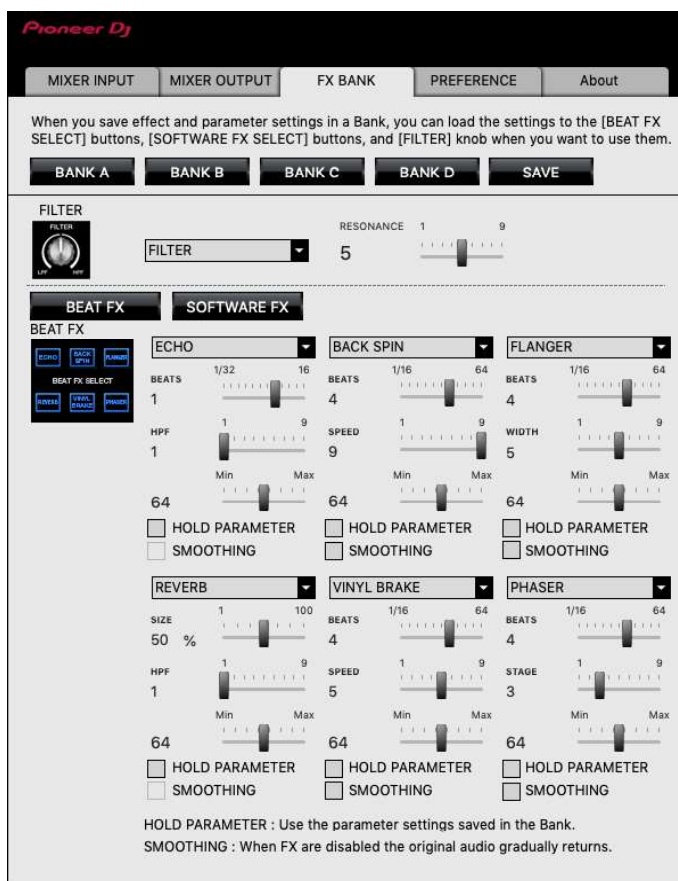 Pioneer Dj
MIXER INPUT MIXER OUTPUT FX BANK PREFERENCE About
When you save effect and parameter settings in a Bank, you can load the settings to the [BEAT FX
SELECT] buttons, [SOFTWARE FX SELECT] buttons, and [FILTER] knob when you want to use them.
BANK A BANK B BANK C BANK D SAVE
FILTER
FILTER
LPF HPF
FILTER
RESONANCE 1 9
5
BEAT FX SOFTWARE FX
BEAT FX
ECHO BACK SPIN FLANGER
BEAT FX SELECT
REVERB VINYL BRAKE PHASER
ECHO BACK SPIN FLANGER
1/32 16 1/16 64 1/16 64
BEATS BEATS BEATS
1 4 4
1 9 1 9 1 9
HPF SPEED WIDTH
1 9 5
Min Max Min Max Min Max
64 64 64
HOLD PARAMETER HOLD PARAMETER HOLD PARAMETER
SMOOTHING SMOOTHING SMOOTHING
REVERB VINYL BRAKE PHASER
1 100 1/16 64 1/16 64
SIZE BEATS BEATS
50 % 4 4
1 9 1 9 1 9
HPF SPEED STAGE
1 5 3
Min Max Min Max Min Max
64 64 64
HOLD PARAMETER HOLD PARAMETER HOLD PARAMETER
SMOOTHING SMOOTHING SMOOTHING
HOLD PARAMETER : Use the parameter settings saved in the Bank.
SMOOTHING : When FX are disabled the original audio gradually returns.